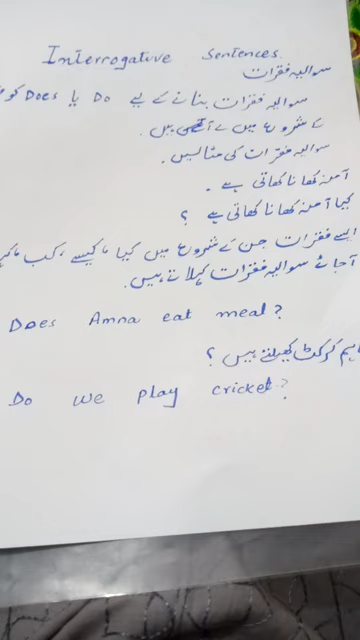 Interrogative Sentences.
سوالیہ فقرات
سوالیہ فقرات بنانے کے لیے Do یا Does کو
کے شروع میں لے آتے ہیں۔
سوالیہ فقرات کی مثالیں۔
آمنہ کھانا کھاتی ہے۔
کیا آمنہ کھانا کھاتی ہے ؟
ایسے فقرات جن کے شروع میں کیا، کیسے، کب،
آجائے سوالیہ فقرات کہلاتے ہیں۔
Does Amna eat meal?
ہم کرکٹ کھیلتے ہیں ؟
Do we play cricket?